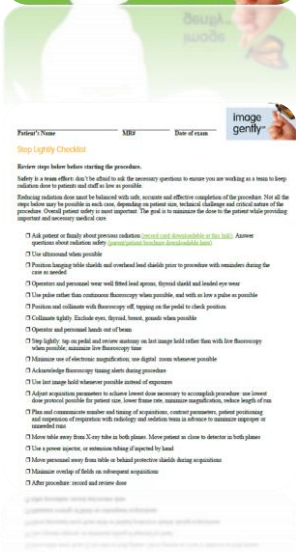 image
gently
Patient's Name MR# Date of exam
Step Lightly Checklist
Review steps below before starting the procedure.
Safety is a team effort: don't be afraid to ask the necessary questions to ensure you are working as a team to keep
radiation dose to patients and staff as low as possible.
Reducing radiation dose must be balanced with safe, accurate and effective completion of the procedure. Not all the
steps below may be possible in each case, depending on patient size, technical challenge and critical nature of the
procedure. Overall patient safety is most important. The goal is to minimize the dose to the patient while providing
important and necessary medical care.
Ask patient or family about previous radiation (record card downloadable at this link). Answer
questions about radiation safety (parent/patient brochure downloadable here)
Use ultrasound when possible
Position hanging table shields and overhead lead shields prior to procedure with reminders during the
case as needed
Operators and personnel wear well fitted lead aprons, thyroid shield and leaded eye wear
Use pulse rather than continuous fluoroscopy when possible, and with as low a pulse as possible
Position and collimate with fluoroscopy off, tapping on the pedal to check position
Collimate tightly. Exclude eyes, thyroid, breast, gonads when possible
Operator and personnel hands out of beam
Step lightly: tap on pedal and review anatomy on last image hold rather than with live fluoroscopy
when possible; minimize live fluoroscopy time
Minimize use of electronic magnification; use digital zoom whenever possible
Acknowledge fluoroscopy timing alerts during procedure
Use last image hold whenever possible instead of exposures
Adjust acquisition parameters to achieve lowest dose necessary to accomplish procedure: use lowest
dose protocol possible for patient size, lower frame rate, minimize magnification, reduce length of run
Plan and communicate number and timing of acquisitions, contrast parameters, patient positioning
and suspension of respiration with radiology and sedation team in advance to minimize improper or
unneeded runs
Move table away from X-ray tube in both planes. Move patient as close to detector in both planes
Use a power injector, or extension tubing if injected by hand
Move personnel away from table or behind protective shields during acquisitions
Minimize overlap of fields on subsequent acquisitions
After procedure: record and review dose